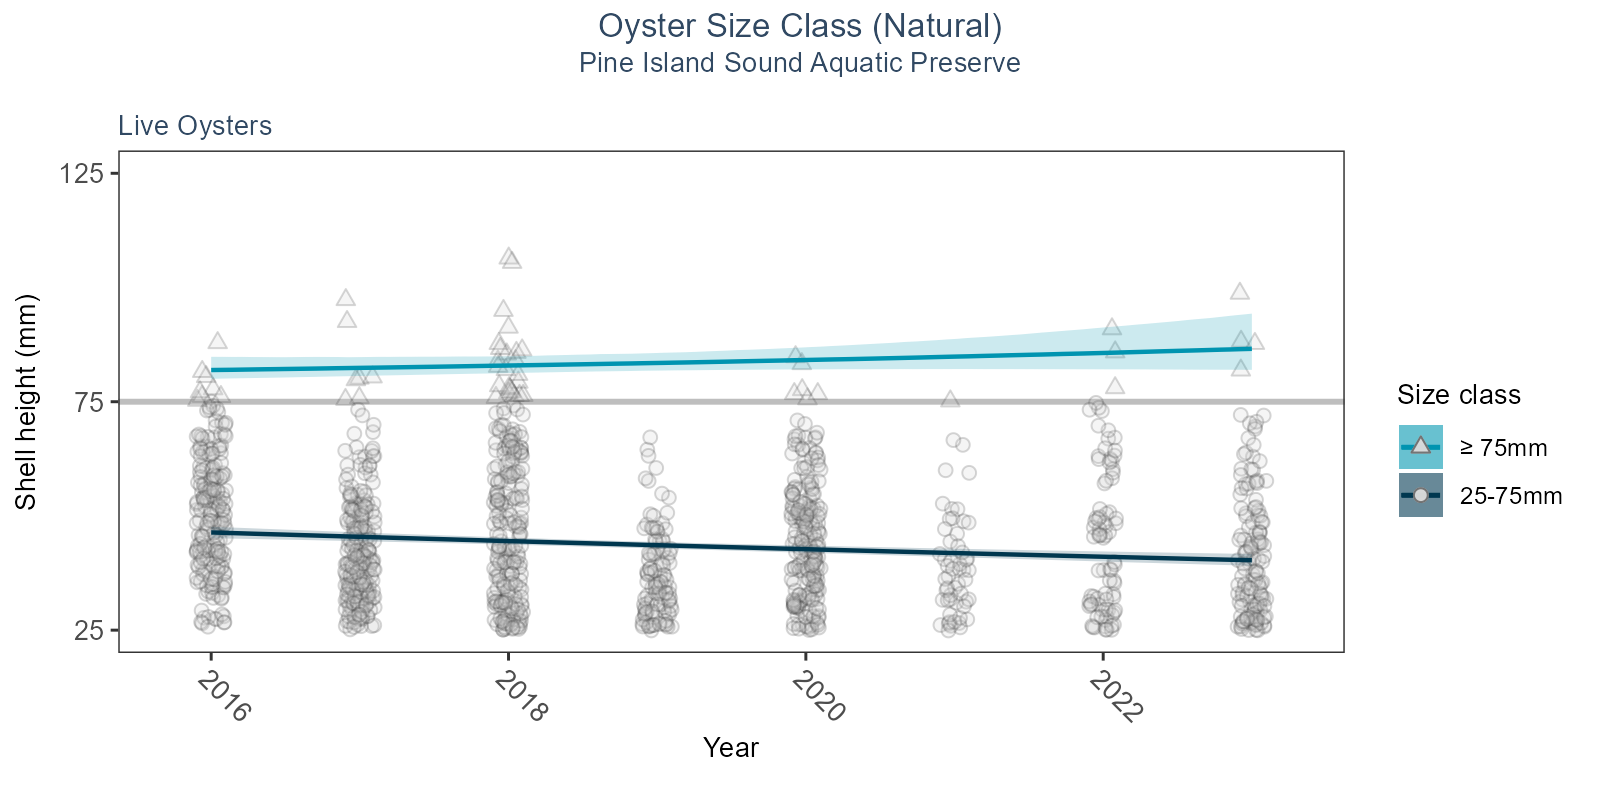 Oyster Size Class (Natural)
Pine Island Sound Aquatic Preserve
Live Oysters
125
75
25
Shell height (mm)
2016
2018
2020
2022
Year
Size class
≥ 75mm
25-75mm